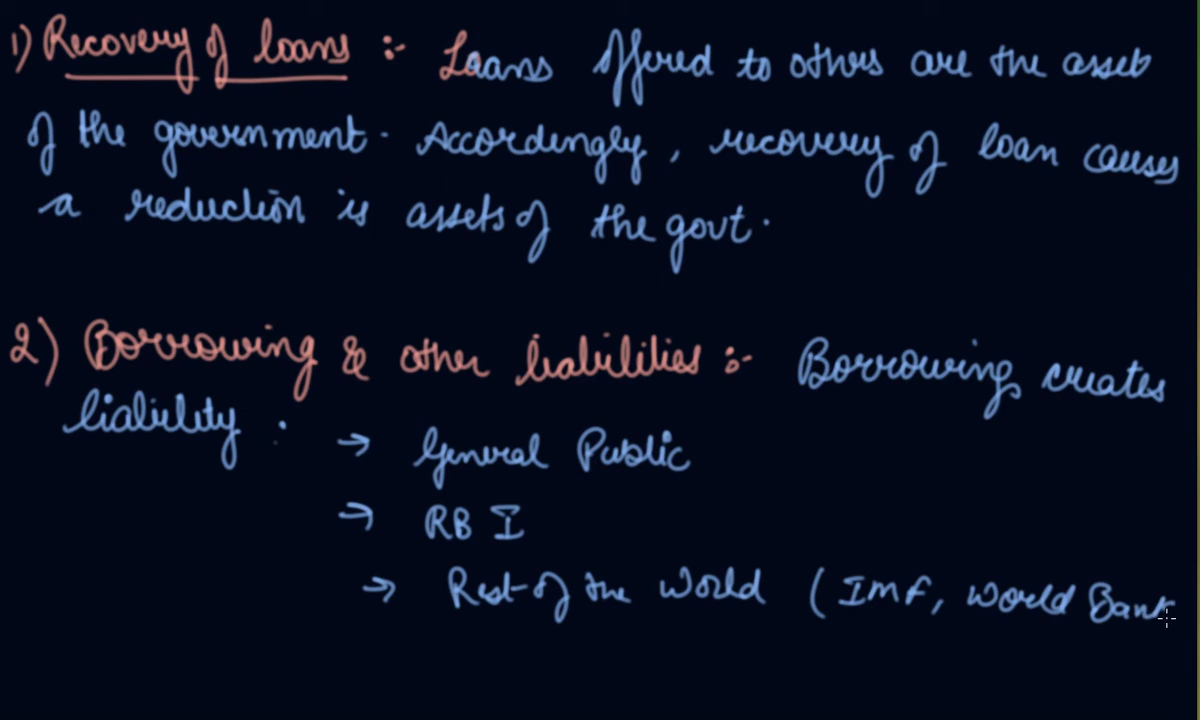 1) Recovery of loans :- Loans offered to others are the assets
of the government. Accordingly, recovery of loan causes
a reduction is assets of the govt.
2) Borrowing & other liabilities :- Borrowing creates
liability :
→ General Public
→ RBI
→ Rest of the World (IMF, World Bank